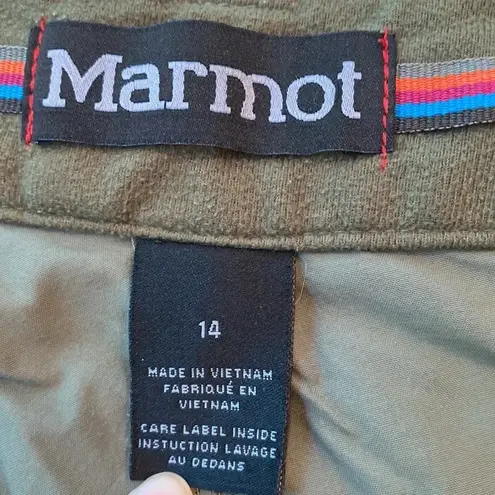 Marmot
14
MADE IN VIETNAM
FABRIQUÉ EN
VIETNAM
CARE LABEL INSIDE
INSTUCTION LAVAGE
AU DEDANS